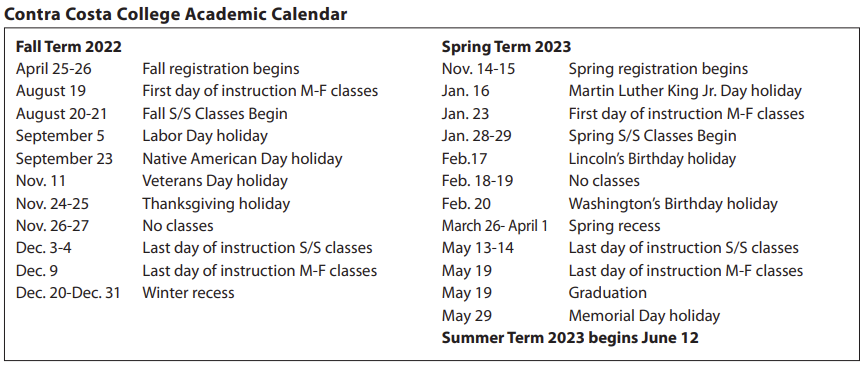 Contra Costa College Academic Calendar
Fall Term 2022
April 25-26 Fall registration begins
August 19 First day of instruction M-F classes
August 20-21 Fall S/S Classes Begin
September 5 Labor Day holiday
September 23 Native American Day holiday
Nov. 11 Veterans Day holiday
Nov. 24-25 Thanksgiving holiday
Nov. 26-27 No classes
Dec. 3-4 Last day of instruction S/S classes
Dec. 9 Last day of instruction M-F classes
Dec. 20-Dec. 31 Winter recess
Spring Term 2023
Nov. 14-15 Spring registration begins
Jan. 16 Martin Luther King Jr. Day holiday
Jan. 23 First day of instruction M-F classes
Jan. 28-29 Spring S/S Classes Begin
Feb.17 Lincoln's Birthday holiday
Feb. 18-19 No classes
Feb. 20 Washington's Birthday holiday
March 26- April 1 Spring recess
May 13-14 Last day of instruction S/S classes
May 19 Last day of instruction M-F classes
May 19 Graduation
May 29 Memorial Day holiday
Summer Term 2023 begins June 12